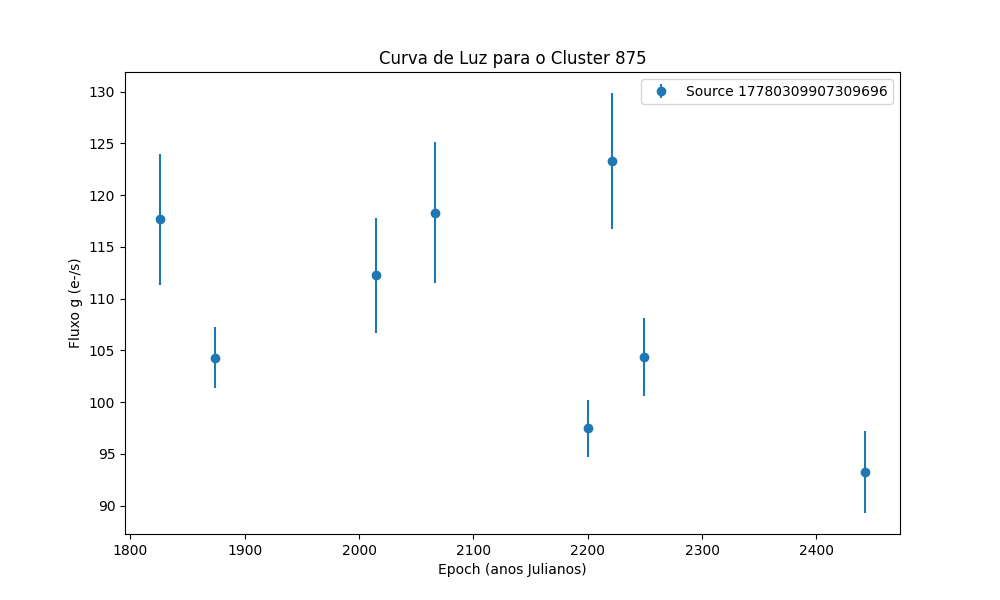 Curva de Luz para o Cluster 875
Source 17780309907309696
Fluxo g (e-/s)
130
125
120
115
110
105
100
95
90
1800 1900 2000 2100 2200 2300 2400
Epoch (anos Julianos)